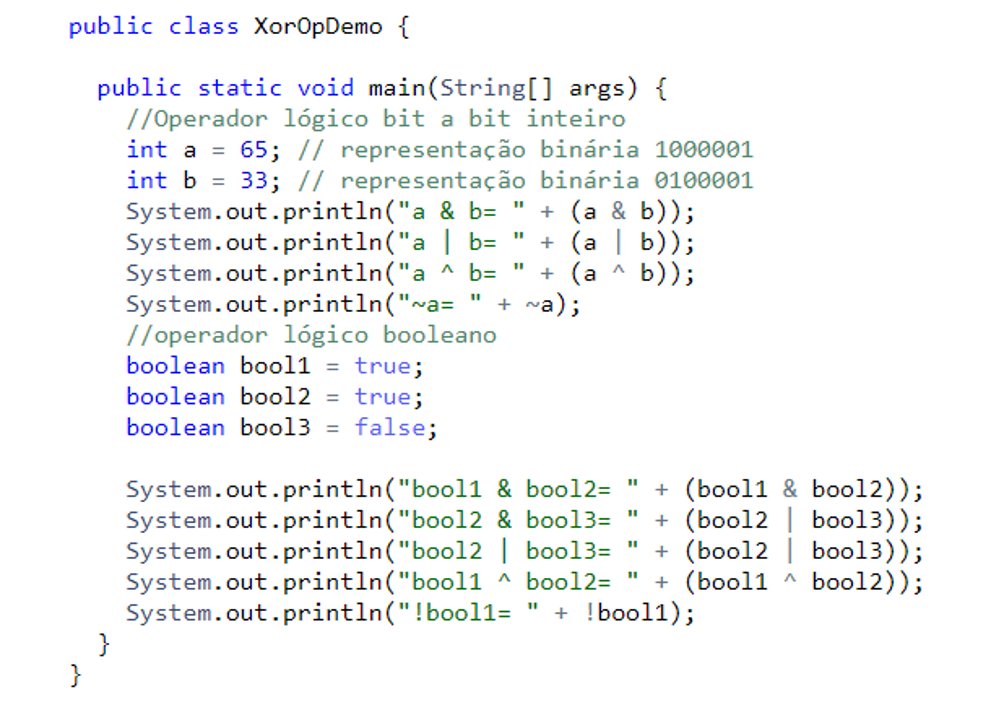 public class XorOpDemo {
public static void main(String[] args) {
//Operador lógico bit a bit inteiro
int a = 65; // representação binária 1000001
int b = 33; // representação binária 0100001
System.out.println("a & b= " + (a & b));
System.out.println("a | b= " + (a | b));
System.out.println("a ^ b= " + (a ^ b));
System.out.println("~a= " + ~a);
//operador lógico booleano
boolean bool1 = true;
boolean bool2 = true;
boolean bool3 = false;
System.out.println("bool1 & bool2= " + (bool1 & bool2));
System.out.println("bool2 & bool3= " + (bool2 | bool3));
System.out.println("bool2 | bool3= " + (bool2 | bool3));
System.out.println("bool1 ^ bool2= " + (bool1 ^ bool2));
System.out.println("!bool1= " + !bool1);
}
}